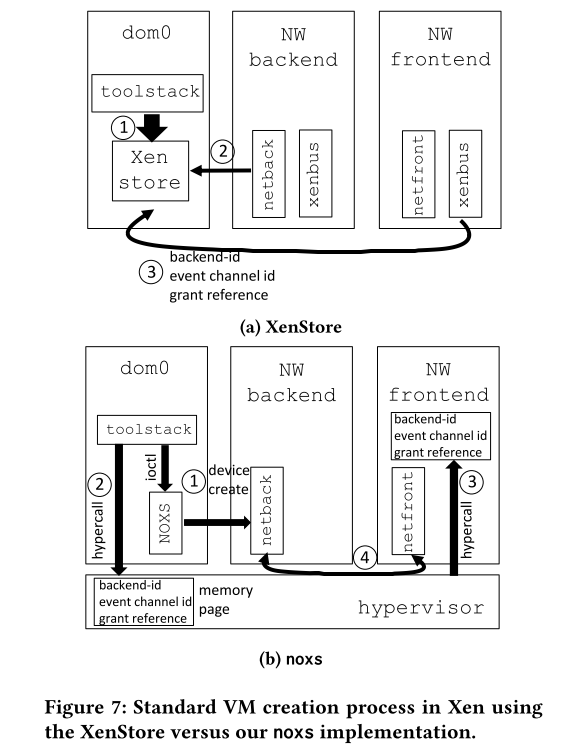 dom0
NW
backend
NW
frontend
toolstack
1
2
Xen
store
netback
xenbus
netfront
xenbus
3
backend-id
event channel id
grant reference
(a) XenStore
dom0
NW
backend
NW
frontend
toolstack
backend-id
event channel id
grant reference
2
hypercall
ioctl
NOXS
1
device
create
netback
netfront
3
hypercall
4
backend-id
event channel id
grant reference
memory
page
hypervisor
(b) noxs
Figure 7: Standard VM creation process in Xen using
the XenStore versus our noxs implementation.